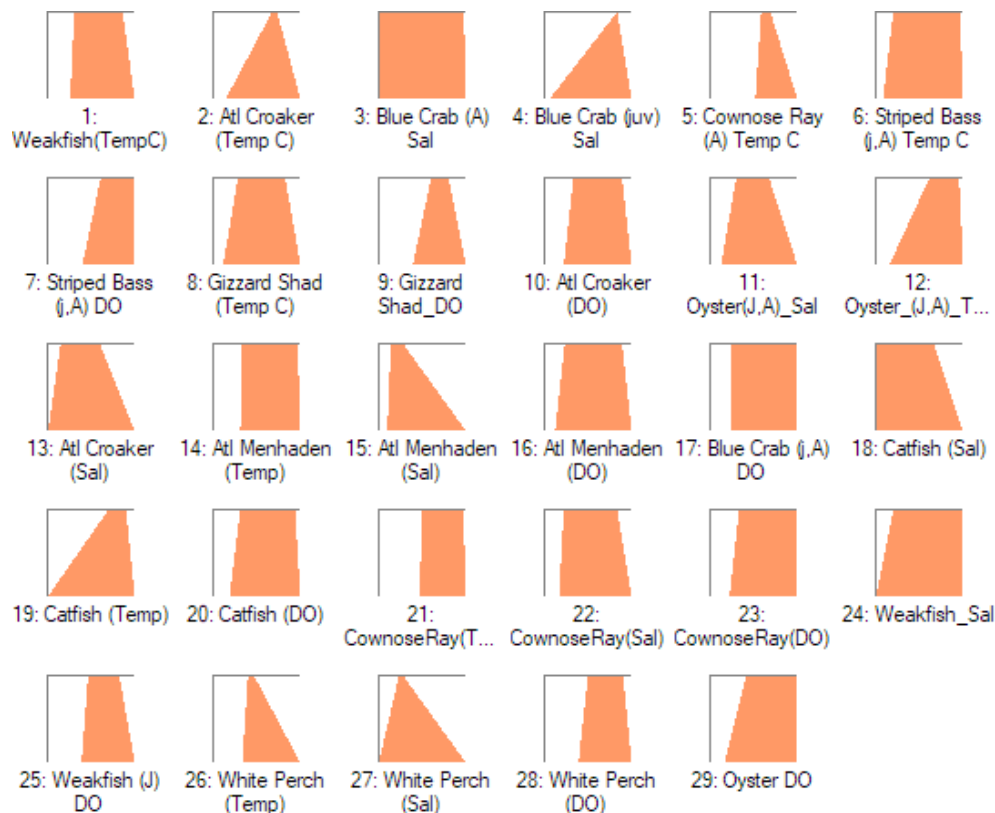 1:
Weakfish(TempC)
2: Atl Croaker
(Temp C)
3: Blue Crab (A)
Sal
4: Blue Crab (juv)
Sal
5: Cownose Ray
(A) Temp C
6: Striped Bass
(j,A) Temp C
7: Striped Bass
(j,A) DO
8: Gizzard Shad
(Temp C)
9: Gizzard
Shad_DO
10: Atl Croaker
(DO)
11:
Oyster(J,A)_Sal
12:
Oyster_(J,A)_T...
13: Atl Croaker
(Sal)
14: Atl Menhaden
(Temp)
15: Atl Menhaden
(Sal)
16: Atl Menhaden
(DO)
17: Blue Crab (j,A)
DO
18: Catfish (Sal)
19: Catfish (Temp)
20: Catfish (DO)
21:
CownoseRay(T...
22:
CownoseRay(Sal)
23:
CownoseRay(DO)
24: Weakfish_Sal
25: Weakfish (J)
DO
26: White Perch
(Temp)
27: White Perch
(Sal)
28: White Perch
(DO)
29: Oyster DO